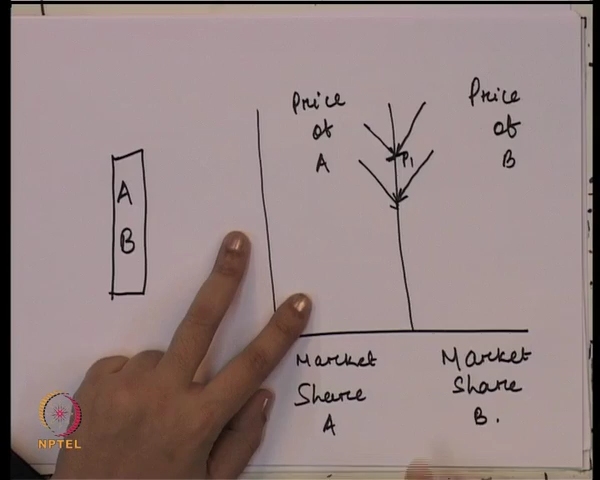 A
B
Price
of
A
Price
of
B
P1
Market
Share
A
Market
Share
B.
NPTEL